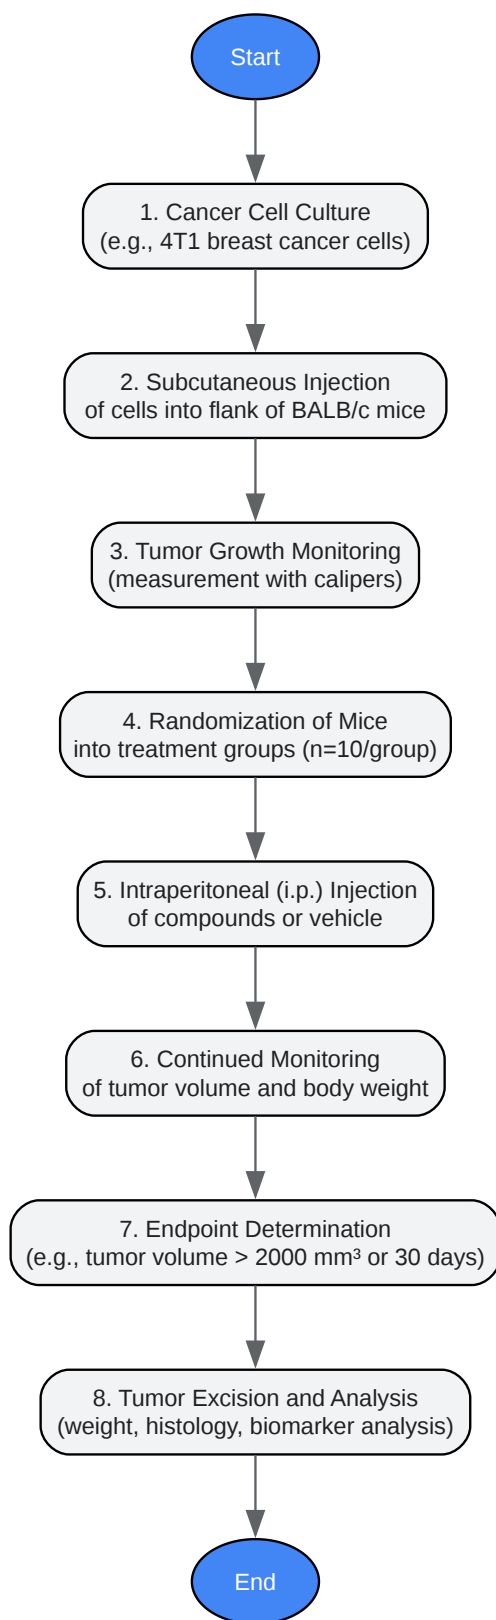 Start
1. Cancer Cell Culture
(e.g., 4T1 breast cancer cells)
2. Subcutaneous Injection
of cells into flank of BALB/c mice
3. Tumor Growth Monitoring
(measurement with calipers)
4. Randomization of Mice
into treatment groups (n=10/group)
5. Intraperitoneal (i.p.) Injection
of compounds or vehicle
6. Continued Monitoring
of tumor volume and body weight
7. Endpoint Determination
(e.g., tumor volume > 2000 mm³ or 30 days)
8. Tumor Excision and Analysis
(weight, histology, biomarker analysis)
End